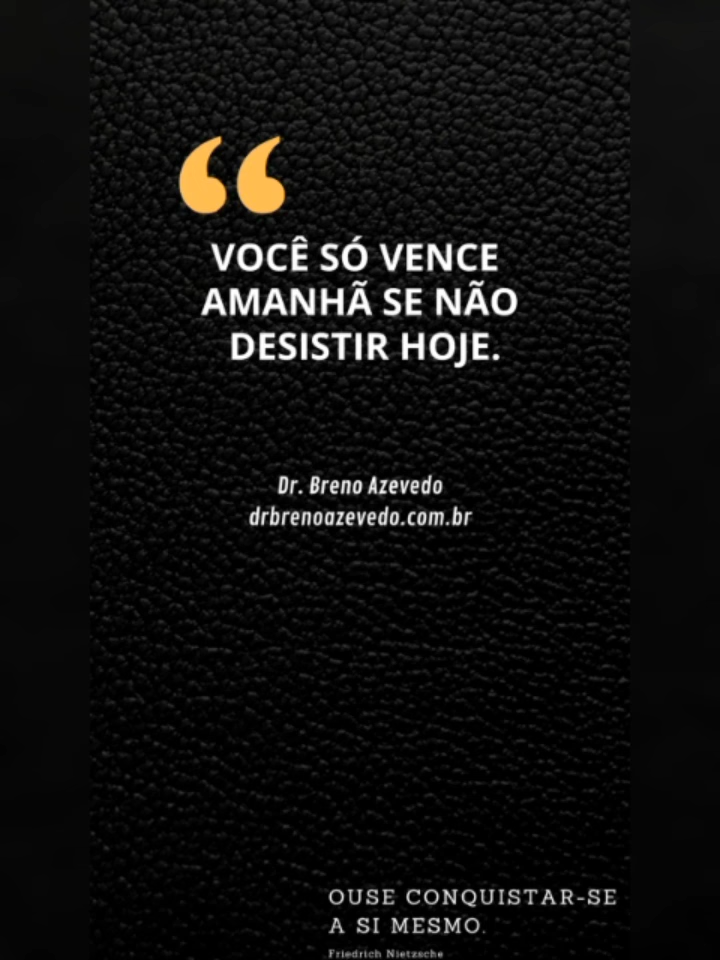 VOCÊ SÓ VENCE
AMANHÃ SE NÃO
DESISTIR HOJE.
Dr. Breno Azevedo
drbrenoazevedo.com.br
OUSE CONQUISTAR-SE
A SI MESMO.
Friedrich Nietzsche